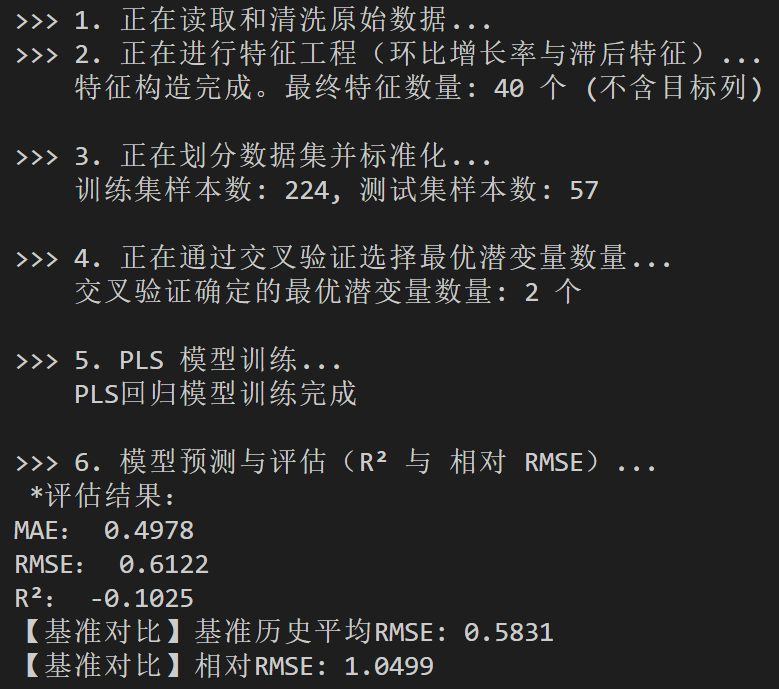 >>> 1. 正在读取和清洗原始数据...
>>> 2. 正在进行特征工程（环比增长率与滞后特征）...
特征构造完成。最终特征数量: 40 个 (不含目标列)
>>> 3. 正在划分数据集并标准化...
训练集样本数: 224, 测试集样本数: 57
>>> 4. 正在通过交叉验证选择最优潜变量数量...
交叉验证确定的最优潜变量数量: 2 个
>>> 5. PLS 模型训练...
PLS回归模型训练完成
>>> 6. 模型预测与评估（R² 与 相对 RMSE）...
*评估结果：
MAE： 0.4978
RMSE： 0.6122
R²： -0.1025
【基准对比】基准历史平均RMSE: 0.5831
【基准对比】相对RMSE: 1.0499